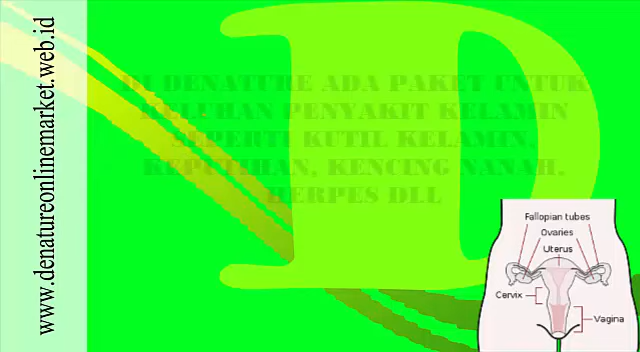 www.denatureonlinemarket.web.id
D
DI DENATURE ADA PAKET UNTUK
KELUHAN PENYAKIT KELAMIN
SEPERTI KUTIL KELAMIN,
KEPUTIHAN, KENCING NANAH,
HERPES DLL
Fallopian tubes
Ovaries
Uterus
Cervix
Vagina